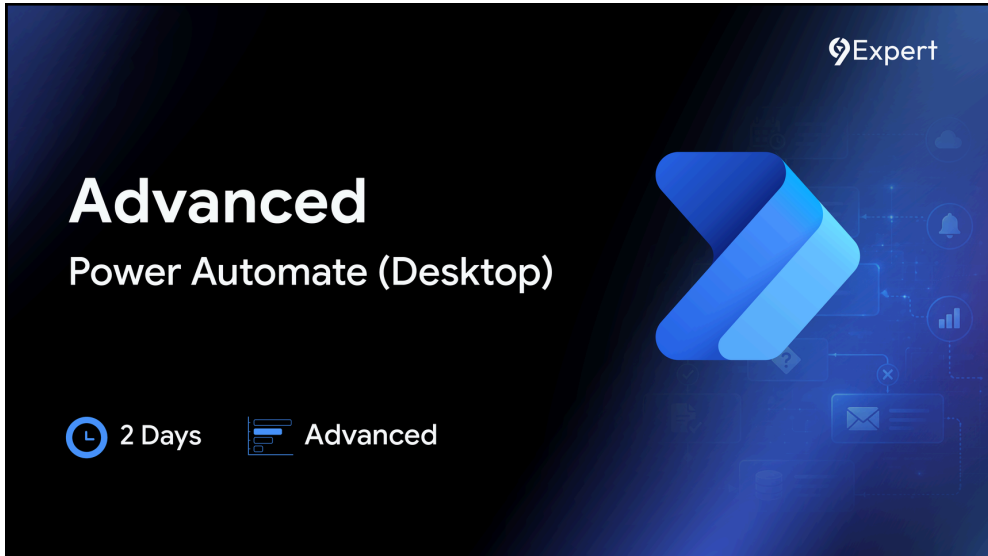 9Expert
Advanced
Power Automate (Desktop)
2 Days
Advanced
?